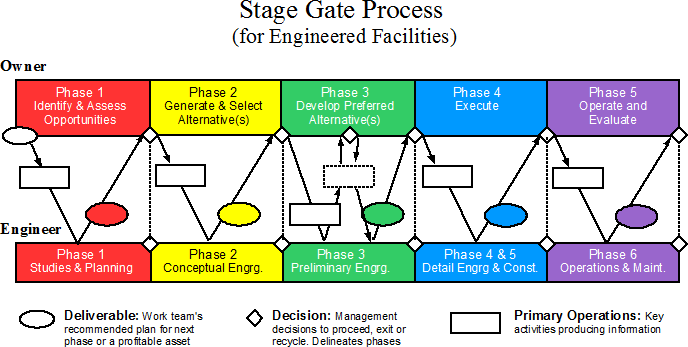 Stage Gate Process
(for Engineered Facilities)
Owner
Phase 1
Identify & Assess
Opportunities
Phase 2
Generate & Select
Alternative(s)
Phase 3
Develop Preferred
Alternative(s)
Phase 4
Execute
Phase 5
Operate and
Evaluate
Engineer
Phase 1
Studies & Planning
Phase 2
Conceptual Engrg.
Phase 3
Preliminary Engrg.
Phase 4 & 5
Detail Engrg & Const.
Phase 6
Operations & Maint.
Deliverable: Work team's
recommended plan for next
phase or a profitable asset
Decision: Management
decisions to proceed, exit or
recycle. Delineates phases
Primary Operations: Key
activities producing information